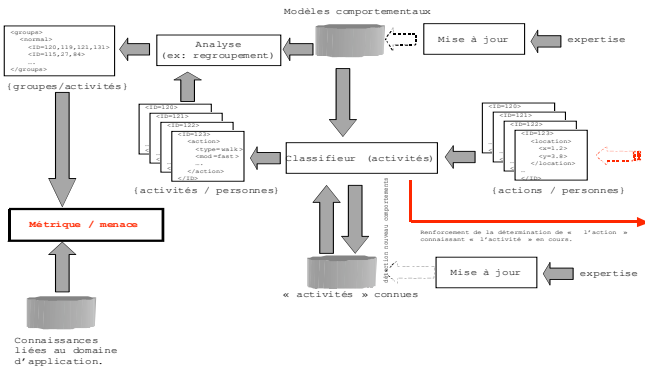 Modèles comportementaux
<groupa>
<normal>
<ID=120,119,121,131>
<ID=115,27,84>
….
</groupa>
{groupes/activités}
Analyse
(ex: regroupement)
Mise à jour
expertise
<ID=120>
<ID=121>
<ID=122>
<ID=123>
<action>
<type=walk>
<mod=fast>
….
</action>
</ID>
{activités / personnes}
Classifieur (activités)
<ID=120>
<ID=121>
<ID=122>
<ID=123>
<location>
<x=1.2>
<y=3.8>
</location>
…
</ID>
{actions / personnes}
Métrique / menace
détection nouveau comportements
Renforcement de la détermination de « l'action »
connaissant « l'activité » en cours.
Mise à jour
expertise
« activités » connues
Connaissances
liées au domaine
d'application.